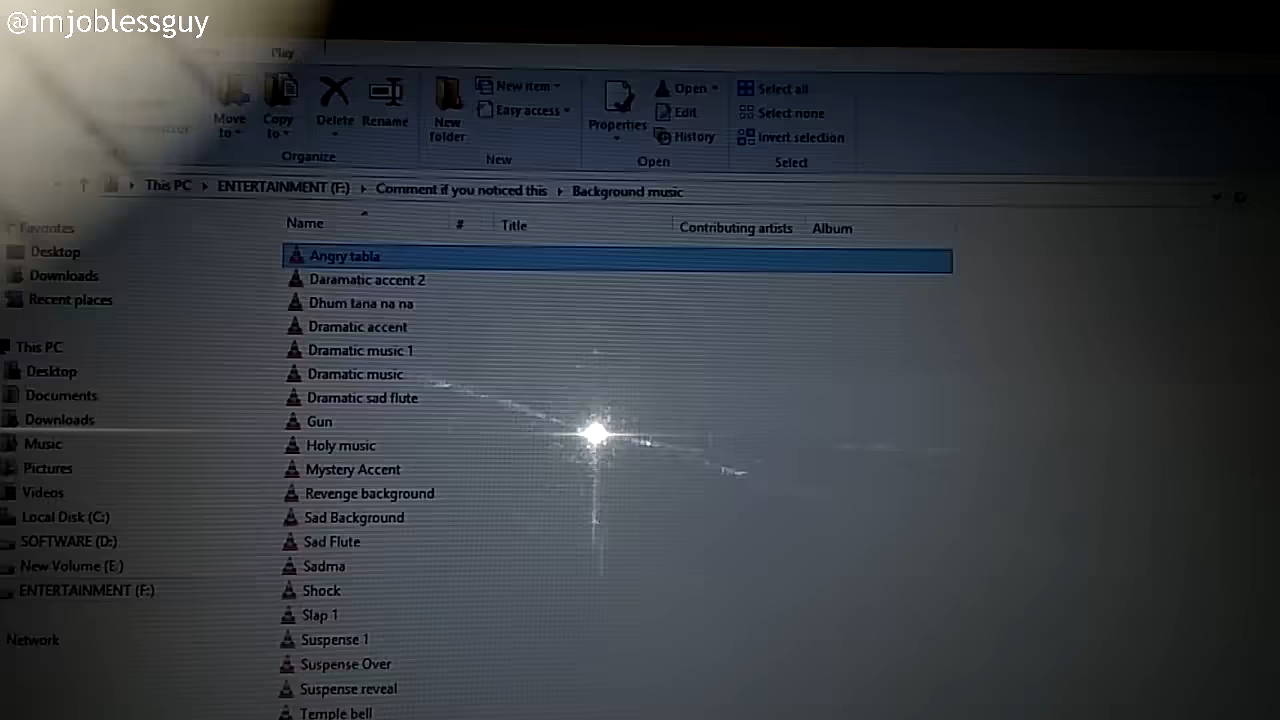 @imjoblessguy
Play
Move to
Copy to
Delete
Rename
New folder
New item
Easy access
Properties
Open
Edit
History
Select all
Select none
Invert selection
Organize
New
Open
Select
This PC
ENTERTAINMENT (F:)
Comment if you noticed this
Background music
Name
#
Title
Contributing artists
Album
Favorites
Desktop
Downloads
Recent places
This PC
Desktop
Documents
Downloads
Music
Pictures
Videos
Local Disk (C:)
SOFTWARE (D:)
New Volume (E:)
ENTERTAINMENT (F:)
Network
Angry tabla
Daramatic accent 2
Dhum tana na na
Dramatic accent
Dramatic music 1
Dramatic music
Dramatic sad flute
Gun
Holy music
Mystery Accent
Revenge background
Sad Background
Sad Flute
Sadma
Shock
Slap 1
Suspense 1
Suspense Over
Suspense reveal
Temple bell